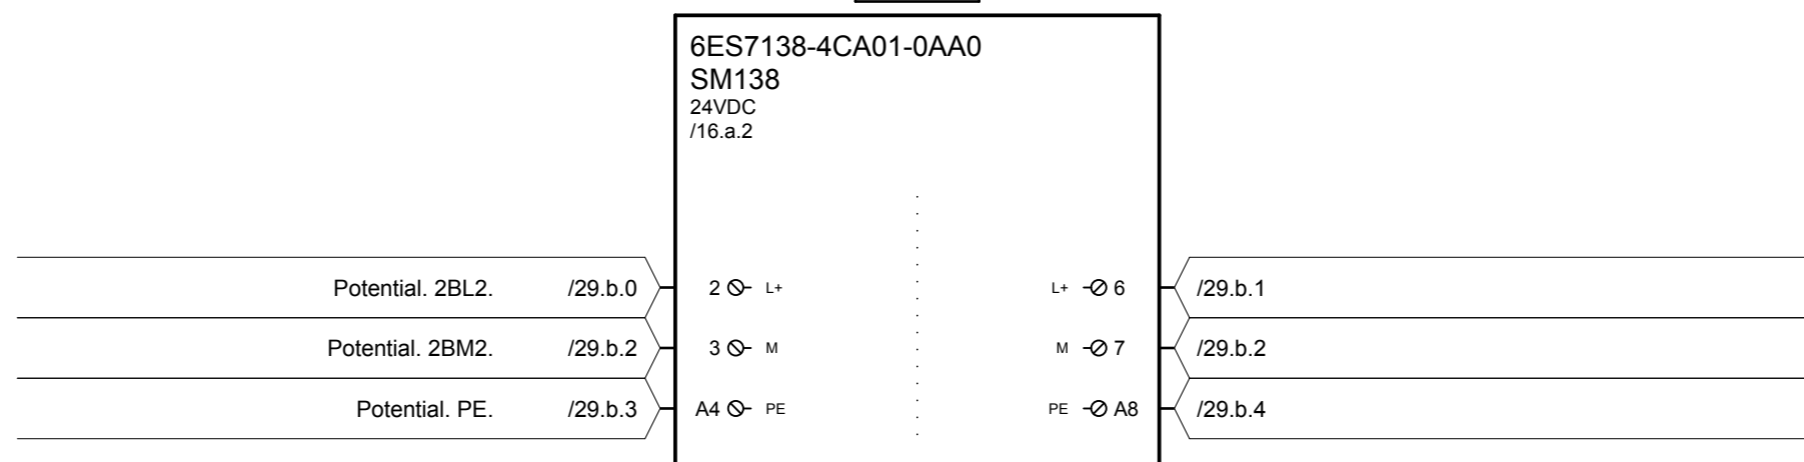 6ES7138-4CA01-0AA0
SM138
24VDC
/16.a.2
Potential. 2BL2. /29.b.0 2 L+ L+ 6 /29.b.1
Potential. 2BM2. /29.b.2 3 M M 7 /29.b.2
Potential. PE. /29.b.3 A4 PE PE A8 /29.b.4